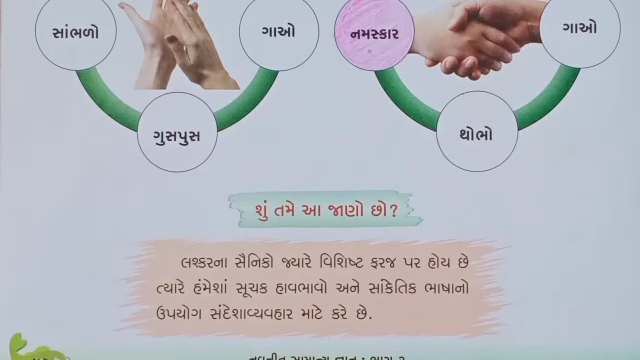 સાંભળો
ગાઓ
નમસ્કાર
ગાઓ
ગુસપુસ
થોભો
શું તમે આ જાણો છો?
લશ્કરના સૈનિકો જ્યારે વિશિષ્ટ ફરજ પર હોય છે
ત્યારે હંમેશાં સૂચક હાવભાવો અને સાંકેતિક ભાષાનો
ઉપયોગ સંદેશાવ્યવહાર માટે કરે છે.